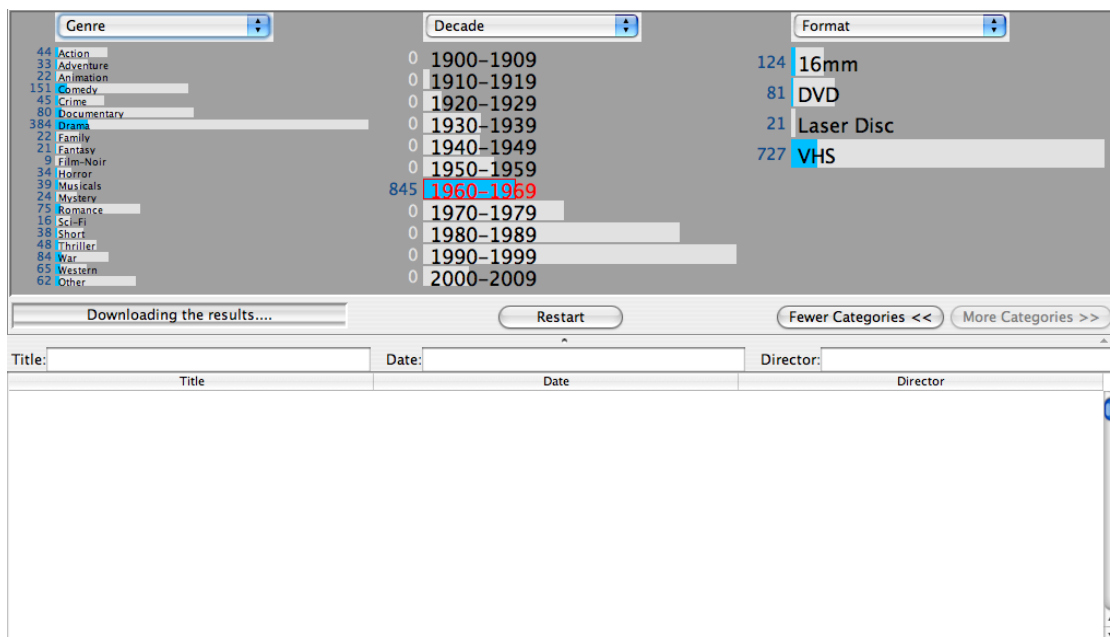 Genre
44 Action
33 Adventure
22 Animation
151 Comedy
45 Crime
80 Documentary
384 Drama
22 Family
21 Fantasy
9 Film-Noir
34 Horror
39 Musicals
24 Mystery
75 Romance
16 Sci-Fi
38 Short
48 Thriller
84 War
65 Western
62 Other
Decade
0 1900-1909
0 1910-1919
0 1920-1929
0 1930-1939
0 1940-1949
0 1950-1959
845 1960-1969
0 1970-1979
0 1980-1989
0 1990-1999
0 2000-2009
Format
124 16mm
81 DVD
21 Laser Disc
727 VHS
Downloading the results.... Restart Fewer Categories << More Categories >>
Title: Date: Director:
Title Date Director